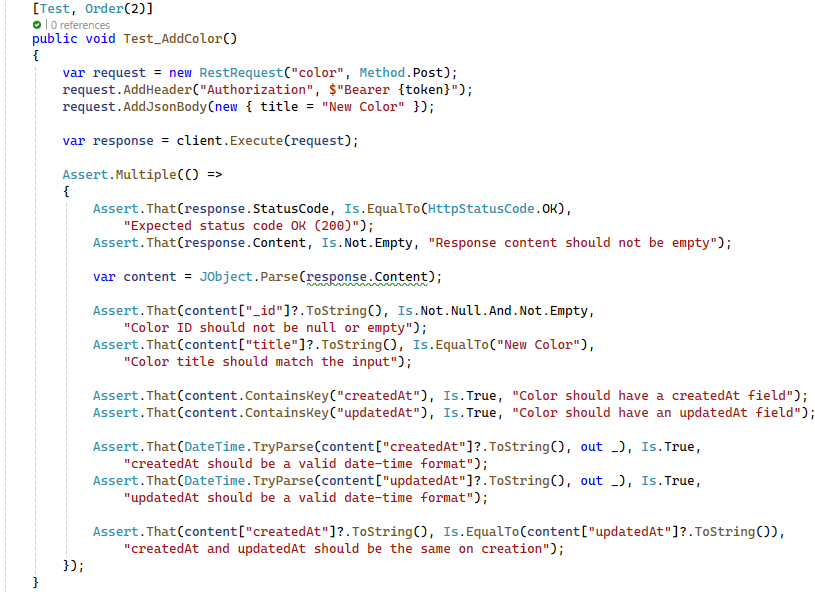 [Test, Order(2)]
| 0 references
public void Test_AddColor()
{
    var request = new RestRequest("color", Method.Post);
    request.AddHeader("Authorization", $"Bearer {token}");
    request.AddJsonBody(new { title = "New Color" });

    var response = client.Execute(request);

    Assert.Multiple(() =>
    {
        Assert.That(response.StatusCode, Is.EqualTo(HttpStatusCode.OK),
            "Expected status code OK (200)");
        Assert.That(response.Content, Is.Not.Empty, "Response content should not be empty");

        var content = JObject.Parse(response.Content);

        Assert.That(content["_id"]?.ToString(), Is.Not.Null.And.Not.Empty,
            "Color ID should not be null or empty");
        Assert.That(content["title"]?.ToString(), Is.EqualTo("New Color"),
            "Color title should match the input");

        Assert.That(content.ContainsKey("createdAt"), Is.True, "Color should have a createdAt field");
        Assert.That(content.ContainsKey("updatedAt"), Is.True, "Color should have an updatedAt field");

        Assert.That(DateTime.TryParse(content["createdAt"]?.ToString(), out _), Is.True,
            "createdAt should be a valid date-time format");
        Assert.That(DateTime.TryParse(content["updatedAt"]?.ToString(), out _), Is.True,
            "updatedAt should be a valid date-time format");

        Assert.That(content["createdAt"]?.ToString(), Is.EqualTo(content["updatedAt"]?.ToString()),
            "createdAt and updatedAt should be the same on creation");
    });
}